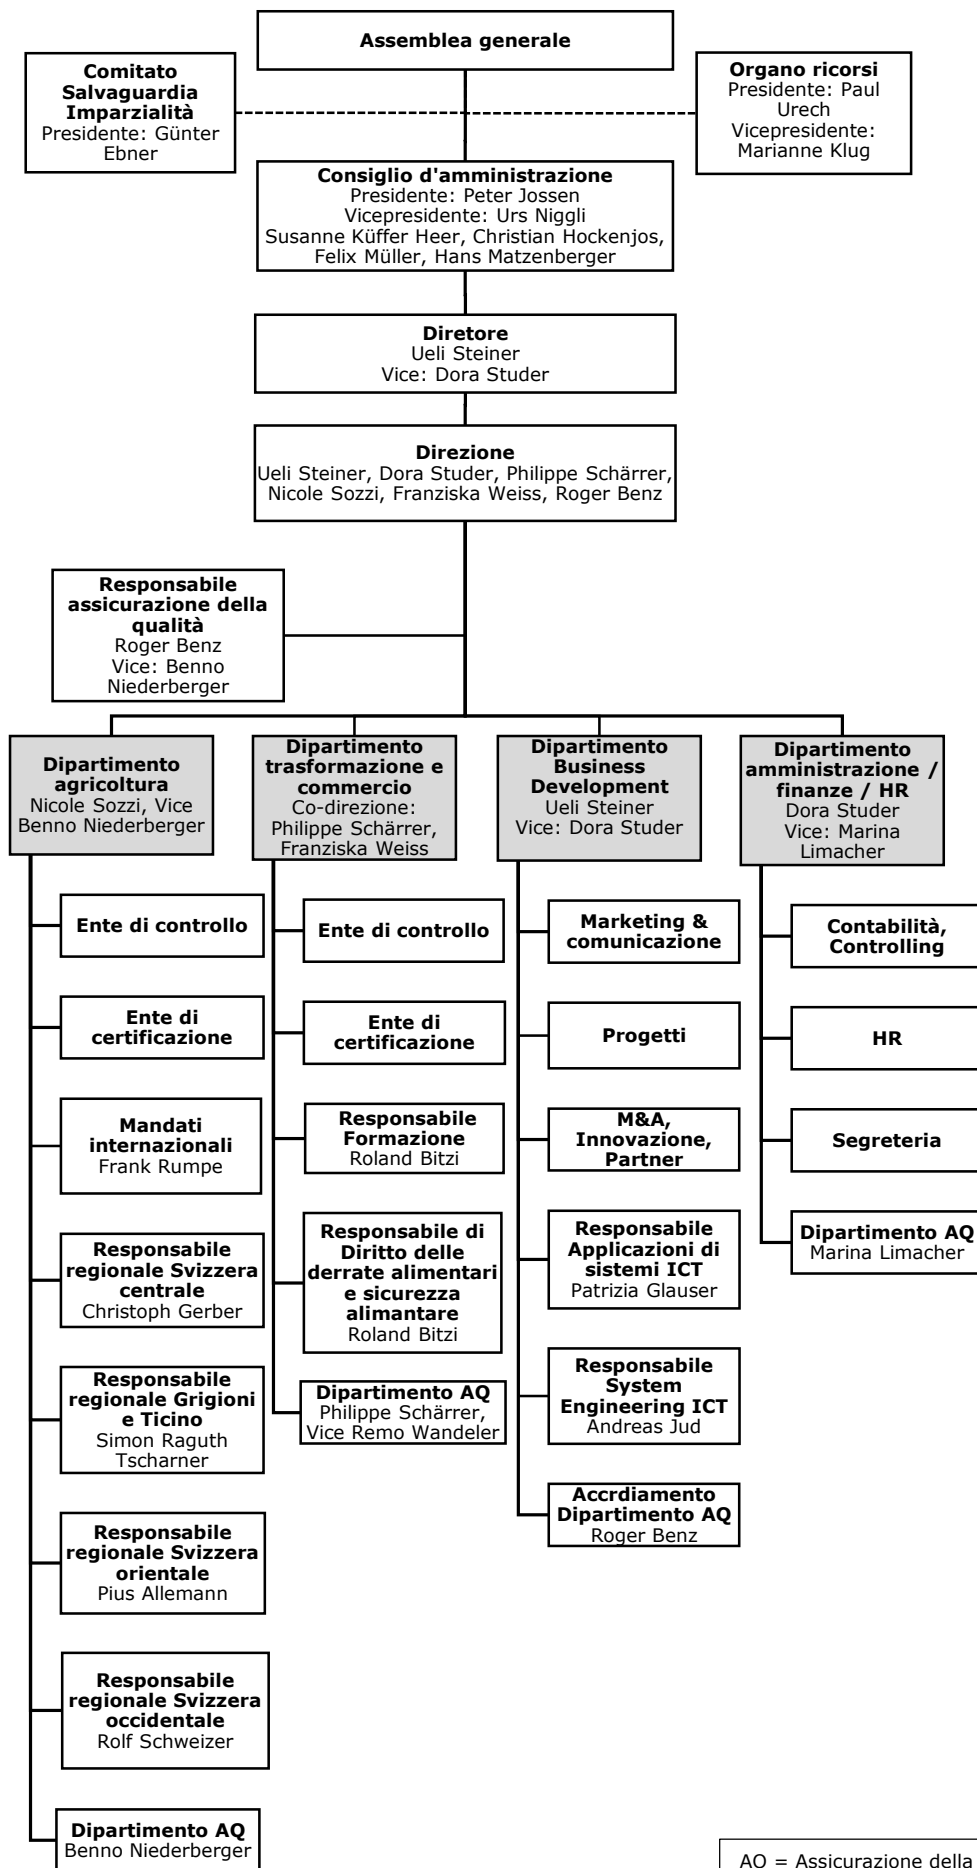 Assemblea generale
Comitato
Salvaguardia
Imparzialità
Presidente: Günter
Ebner
Organo ricorsi
Presidente: Paul
Urech
Vicepresidente:
Marianne Klug
Consiglio d'amministrazione
Presidente: Peter Jossen
Vicepresidente: Urs Niggli
Susanne Küffer Heer, Christian Hockenjos,
Felix Müller, Hans Matzenberger
Diretore
Ueli Steiner
Vice: Dora Studer
Direzione
Ueli Steiner, Dora Studer, Philippe Schärrer,
Nicole Sozzi, Franziska Weiss, Roger Benz
Responsabile
assicurazione della
qualità
Roger Benz
Vice: Benno
Niederberger
Dipartimento
agricoltura
Nicole Sozzi, Vice
Benno Niederberger
Ente di controllo
Ente di
certificazione
Mandati
internazionali
Frank Rumpe
Responsabile
regionale Svizzera
centrale
Christoph Gerber
Responsabile
regionale Grigioni
e Ticino
Simon Raguth
Tscharner
Responsabile
regionale Svizzera
orientale
Pius Allemann
Responsabile
regionale Svizzera
occidentale
Rolf Schweizer
Dipartimento AQ
Benno Niederberger
Dipartimento
trasformazione e
commercio
Co-direzione:
Philippe Schärrer,
Franziska Weiss
Ente di controllo
Ente di
certificazione
Responsabile
Formazione
Roland Bitzi
Responsabile di
Diritto delle
derrate alimentari
e sicurezza
alimantare
Roland Bitzi
Dipartimento AQ
Philippe Schärrer,
Vice Remo Wandeler
Dipartimento
Business
Development
Ueli Steiner
Vice: Dora Studer
Marketing &
comunicazione
Progetti
M&A,
Innovazione,
Partner
Responsabile
Applicazioni di
sistemi ICT
Patrizia Glauser
Responsabile
System
Engineering ICT
Andreas Jud
Accrdiamento
Dipartimento AQ
Roger Benz
Dipartimento
amministrazione /
finanze / HR
Dora Studer
Vice: Marina
Limacher
Contabilità,
Controlling
HR
Segreteria
Dipartimento AQ
Marina Limacher
AQ = Assicurazione della